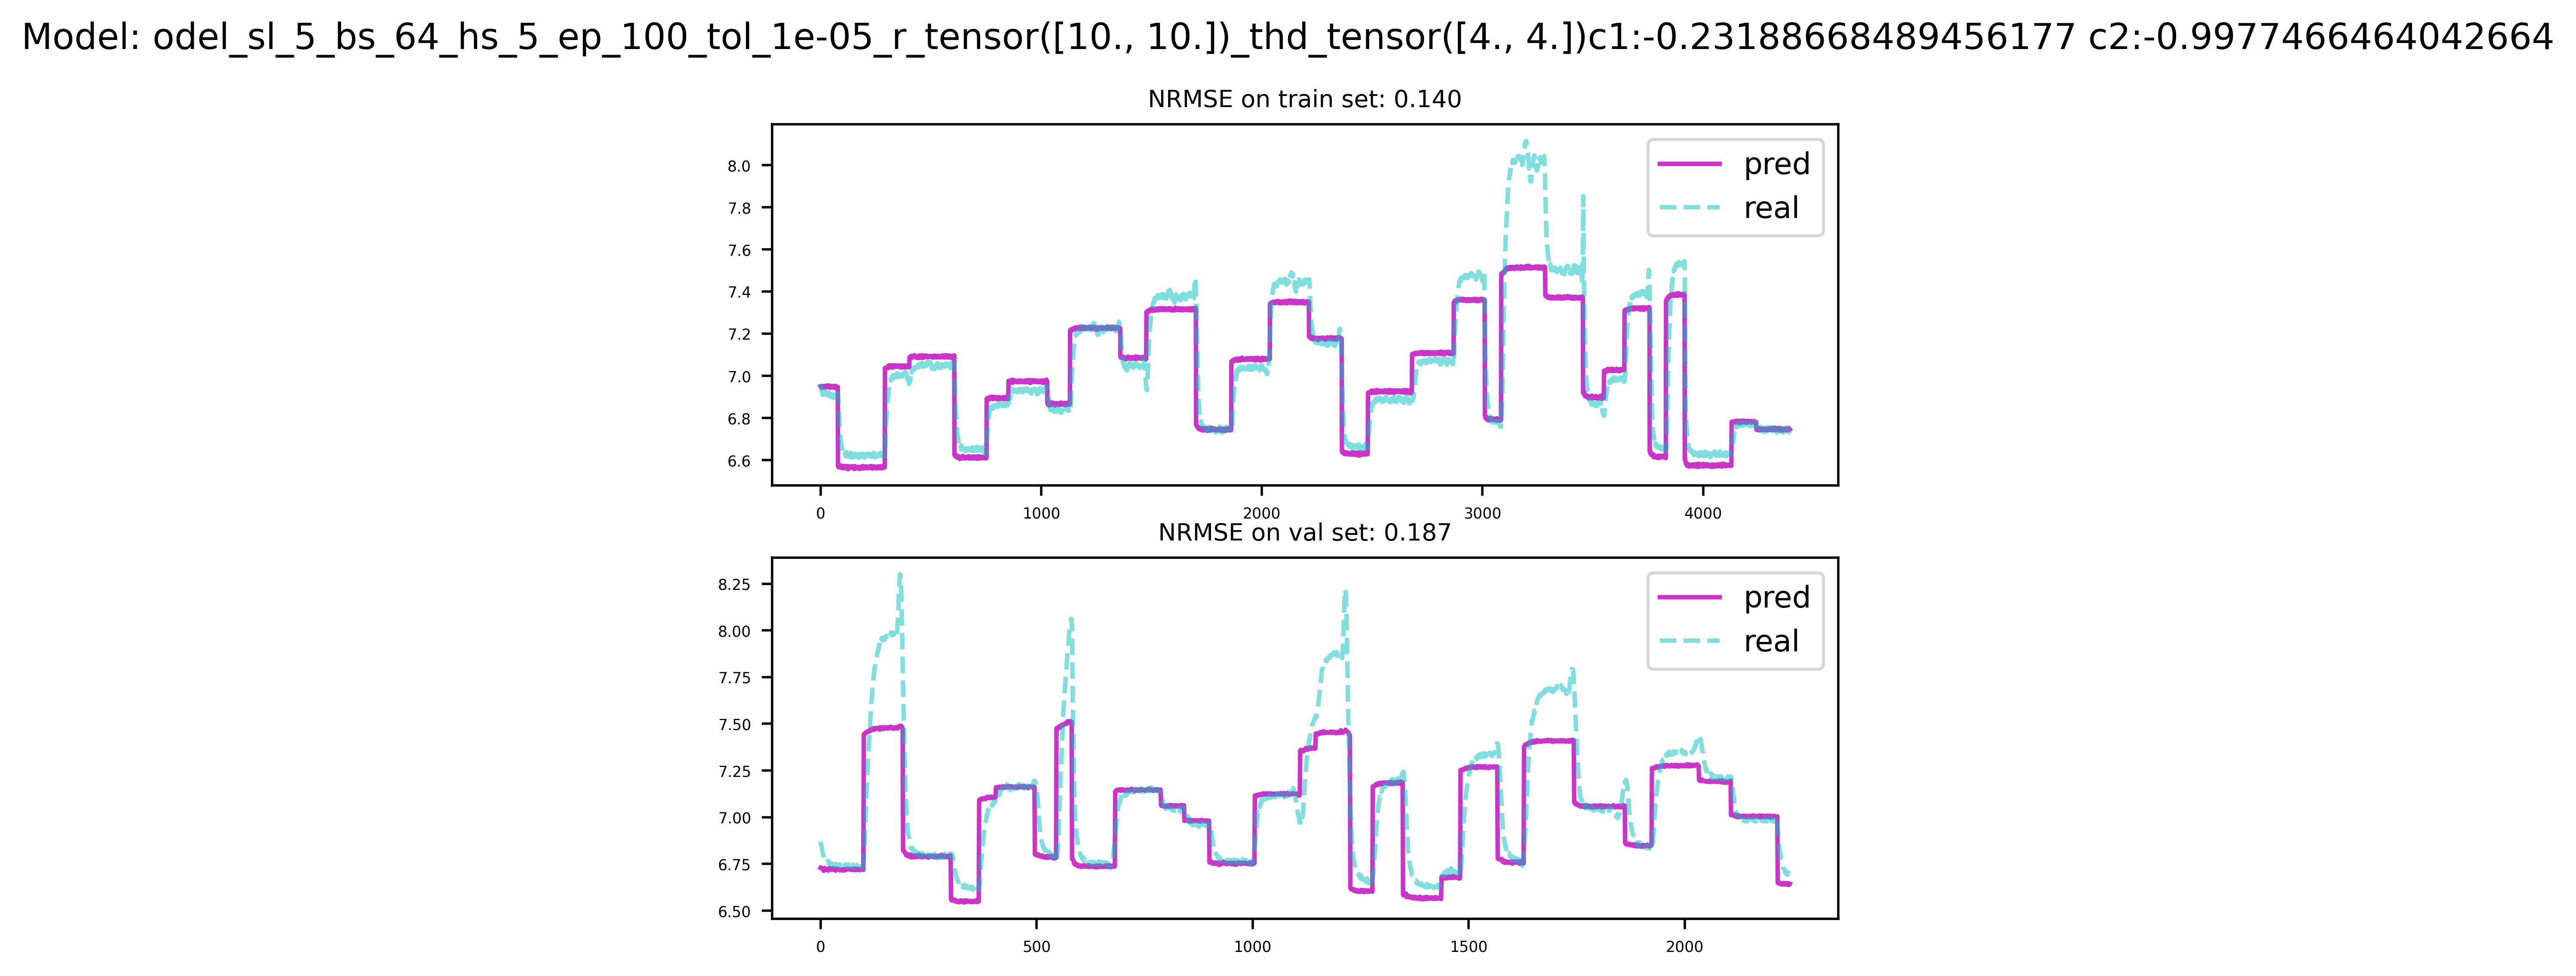 Model: odel_sl_5_bs_64_hs_5_ep_100_tol_1e-05_r_tensor([10., 10.])_thd_tensor([4., 4.])c1:-0.23188668489456177 c2:-0.9977466464042664
NRMSE on train set: 0.140
pred
real
8.0
7.8
7.6
7.4
7.2
7.0
6.8
6.6
0 1000 2000 3000 4000
NRMSE on val set: 0.187
pred
real
8.25
8.00
7.75
7.50
7.25
7.00
6.75
6.50
0 500 1000 1500 2000